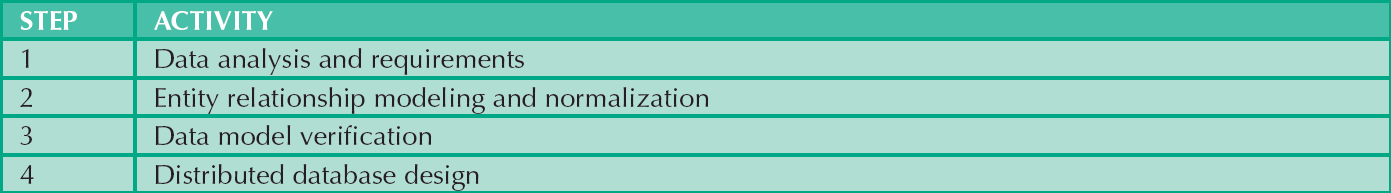 STEP ACTIVITY
1 Data analysis and requirements
2 Entity relationship modeling and normalization
3 Data model verification
4 Distributed database design